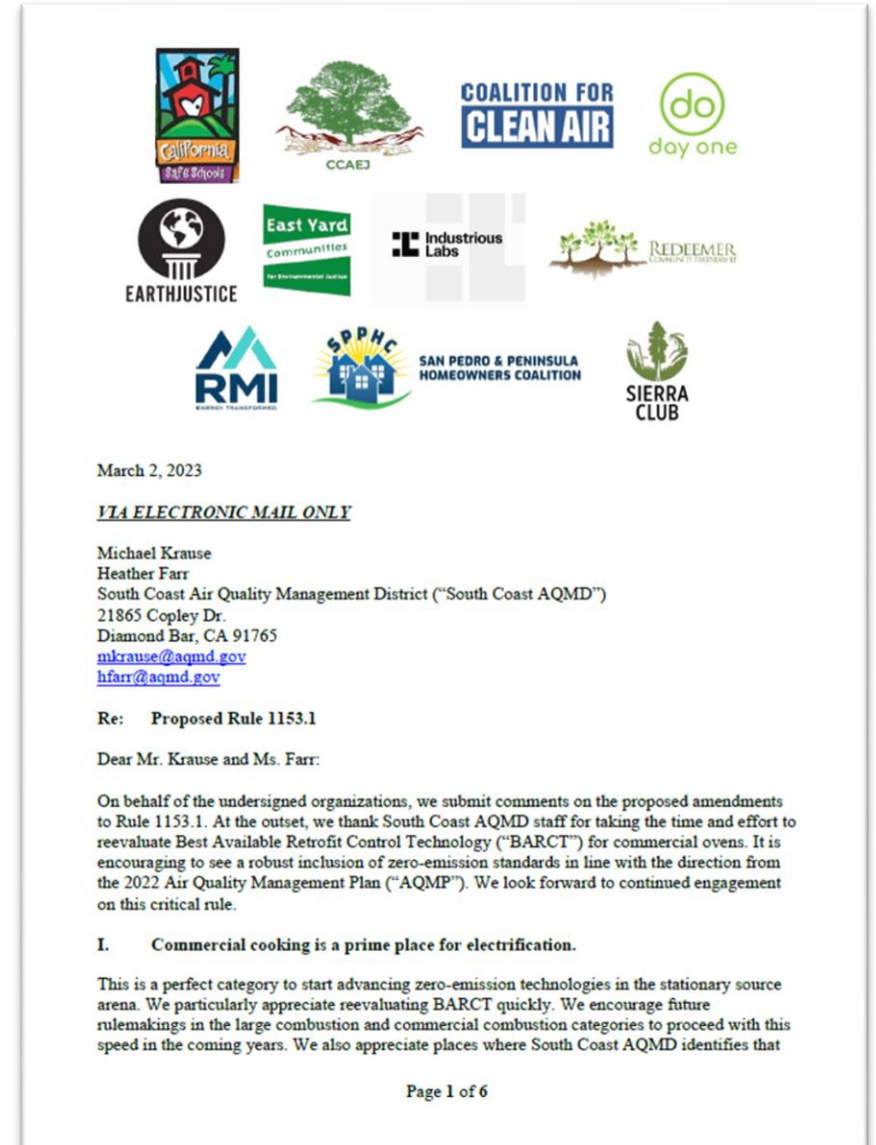 California
Safe Schools
CCAEJ
COALITION FOR
CLEAN AIR
do
day one
EARTHJUSTICE
East Yard
Communities
for Environmental Justice
Industrious
Labs
REDEEMER
COMMUNITY PARTNERSHIP
RMI
ENERGY. TRANSFORMED.
SPPHC
SAN PEDRO & PENINSULA
HOMEOWNERS COALITION
SIERRA
CLUB
March 2, 2023
VIA ELECTRONIC MAIL ONLY
Michael Krause
Heather Farr
South Coast Air Quality Management District (“South Coast AQMD”)
21865 Copley Dr.
Diamond Bar, CA 91765
mkrause@aqmd.gov
hfarr@aqmd.gov
Re: Proposed Rule 1153.1
Dear Mr. Krause and Ms. Farr:
On behalf of the undersigned organizations, we submit comments on the proposed amendments
to Rule 1153.1. At the outset, we thank South Coast AQMD staff for taking the time and effort to
reevaluate Best Available Retrofit Control Technology (“BARCT”) for commercial ovens. It is
encouraging to see a robust inclusion of zero-emission standards in line with the direction from
the 2022 Air Quality Management Plan (“AQMP”). We look forward to continued engagement
on this critical rule.
I. Commercial cooking is a prime place for electrification.
This is a perfect category to start advancing zero-emission technologies in the stationary source
arena. We particularly appreciate reevaluating BARCT quickly. We encourage future
rulemakings in the large combustion and commercial combustion categories to proceed with this
speed in the coming years. We also appreciate places where South Coast AQMD identifies that
Page 1 of 6